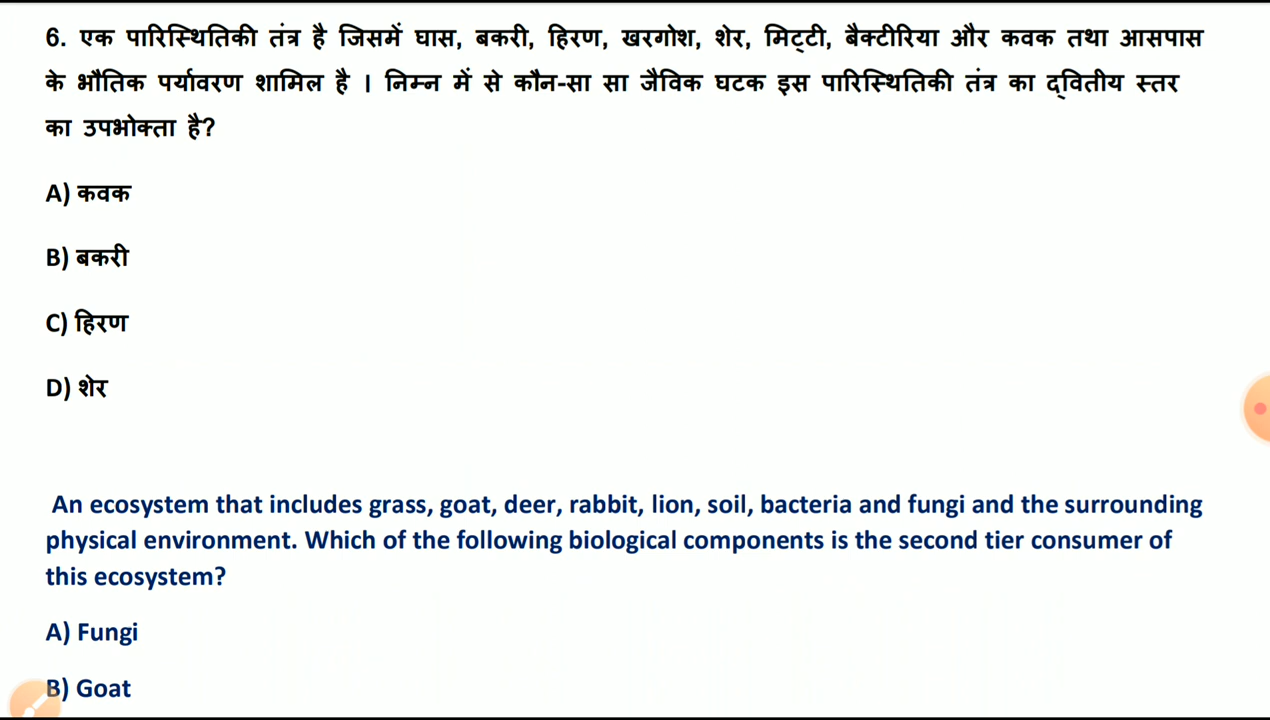 6. एक पारिस्थितिकी तंत्र है जिसमें घास, बकरी, हिरण, खरगोश, शेर, मिट्टी, बैक्टीरिया और कवक तथा आसपास
के भौतिक पर्यावरण शामिल है । निम्न में से कौन-सा सा जैविक घटक इस पारिस्थितिकी तंत्र का द्वितीय स्तर
का उपभोक्ता है?
A) कवक
B) बकरी
C) हिरण
D) शेर
An ecosystem that includes grass, goat, deer, rabbit, lion, soil, bacteria and fungi and the surrounding
physical environment. Which of the following biological components is the second tier consumer of
this ecosystem?
A) Fungi
B) Goat